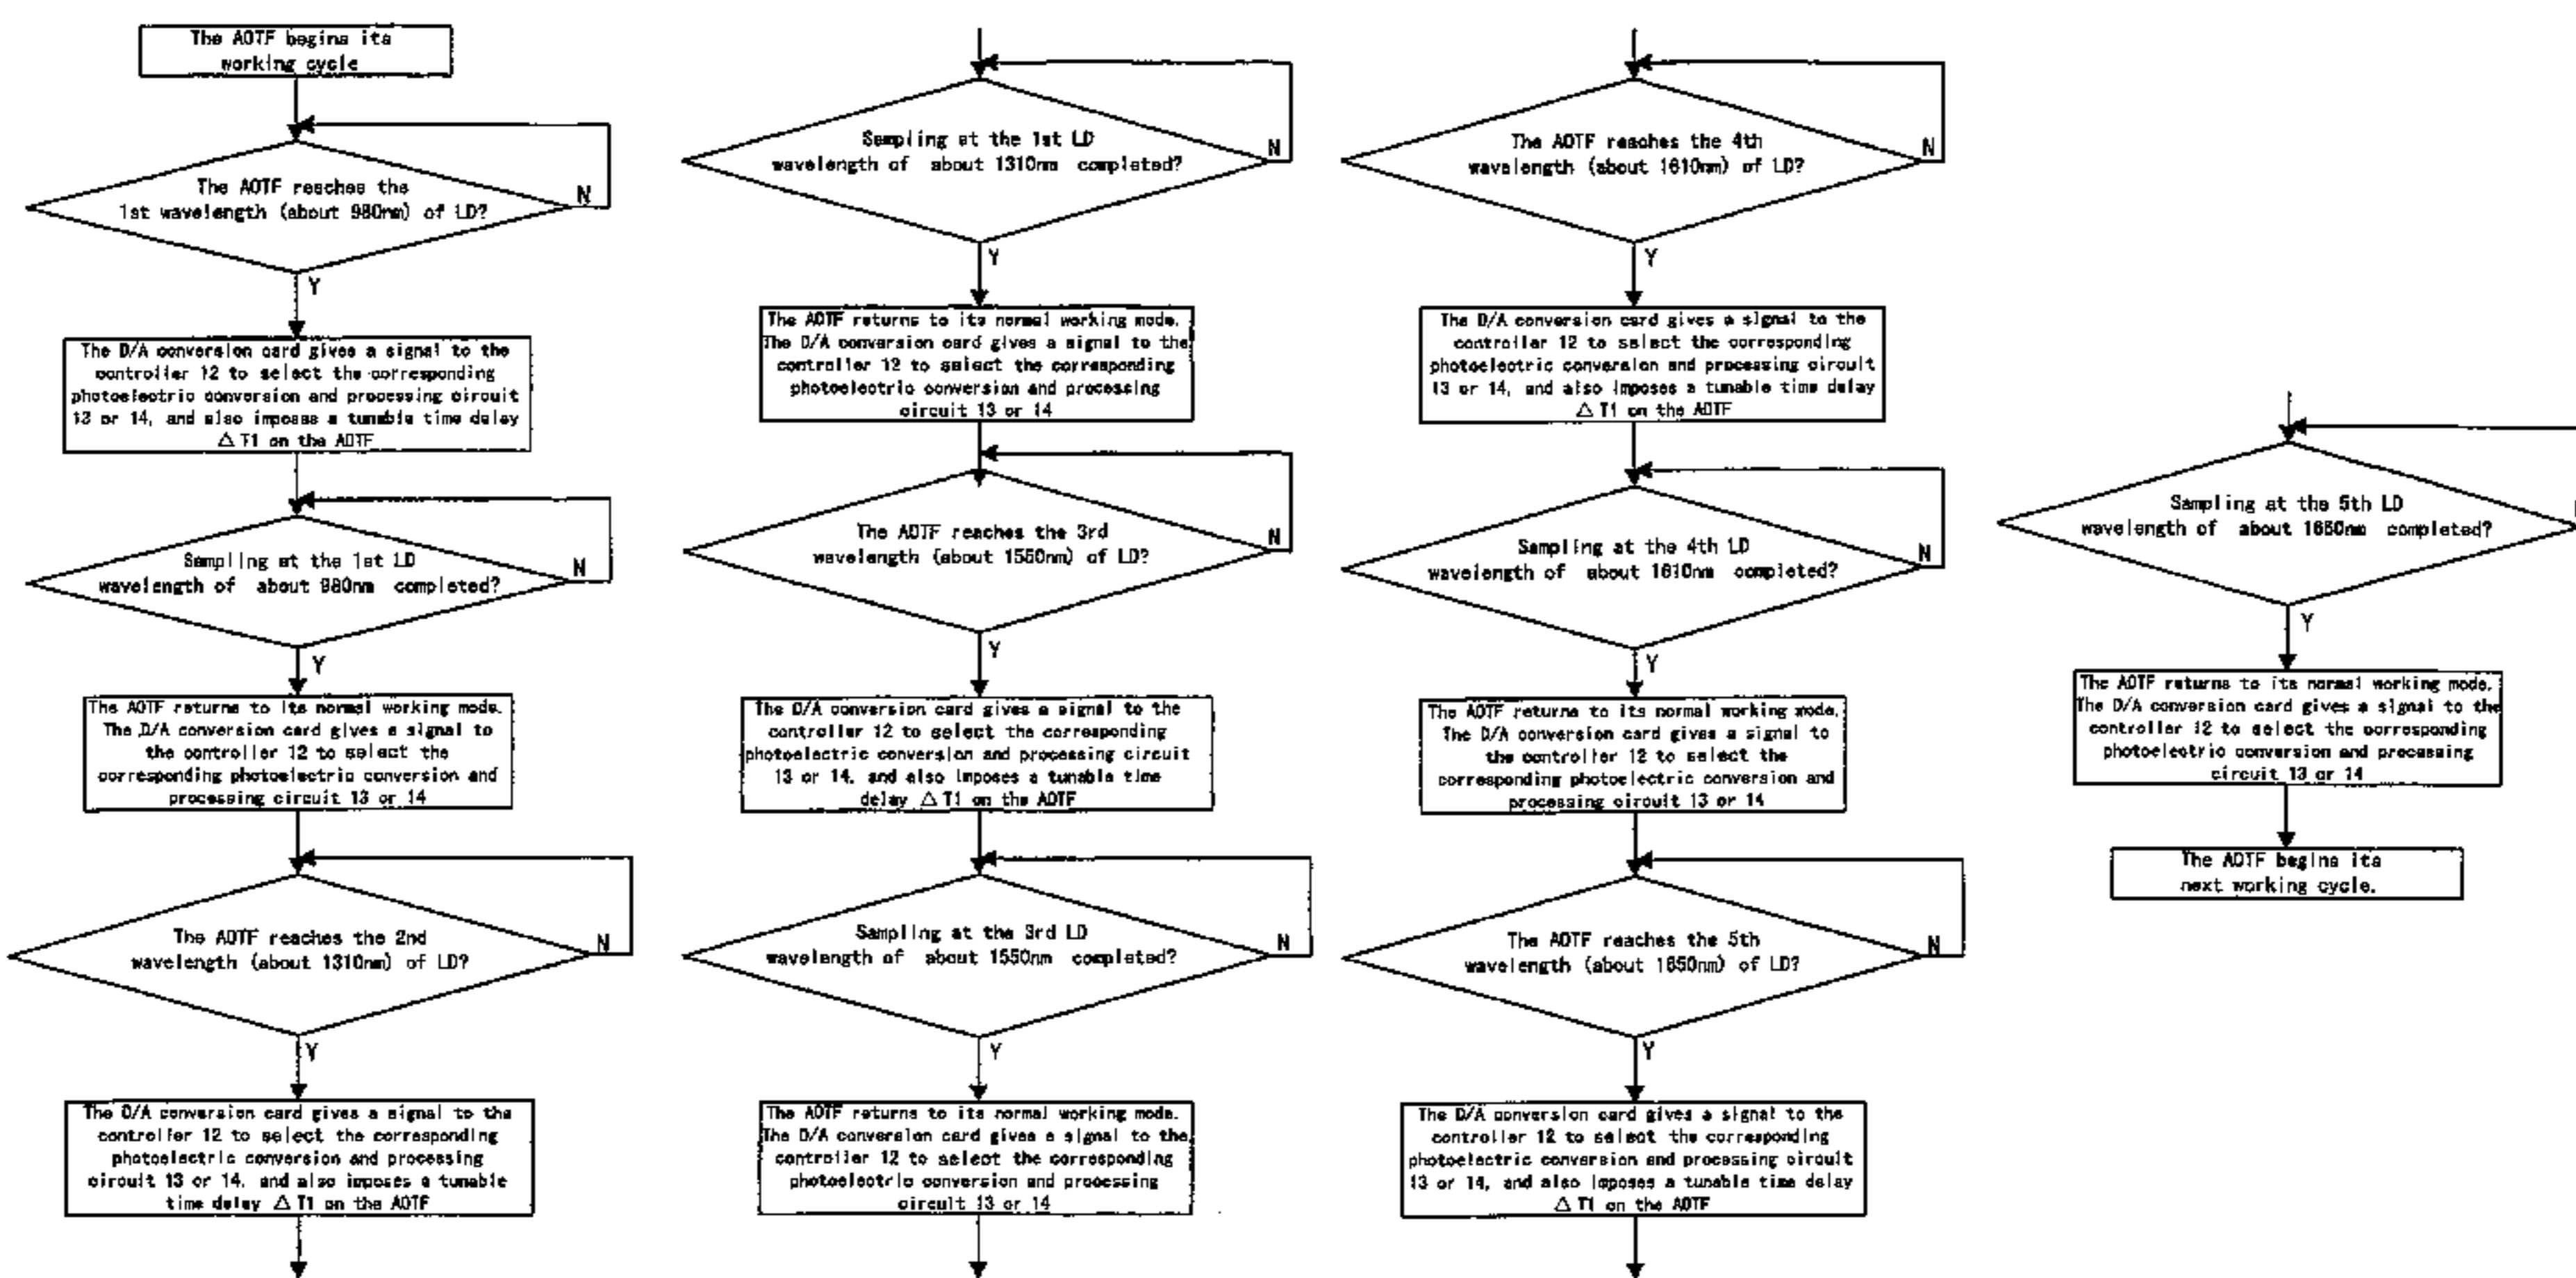 The AOTF begins its
working cycle
The AOTF reaches the
1st wavelength (about 980nm) of LD?
N
Y
The D/A conversion card gives a signal to the
controller 12 to select the corresponding
photoelectric conversion and processing circuit
13 or 14, and also imposes a tunable time delay
△ T1 on the AOTF
Sampling at the 1st LD
wavelength of about 980nm completed?
N
Y
The AOTF returns to its normal working mode.
The D/A conversion card gives a signal to
the controller 12 to select the
corresponding photoelectric conversion and
processing circuit 13 or 14
The AOTF reaches the 2nd
wavelength (about 1310nm) of LD?
N
Y
The D/A conversion card gives a signal to the
controller 12 to select the corresponding
photoelectric conversion and processing
circuit 13 or 14, and also imposes a tunable
time delay △ T1 on the AOTF
Sampling at the 1st LD
wavelength of about 1310nm completed?
N
Y
The AOTF returns to its normal working mode.
The D/A conversion card gives a signal to the
controller 12 to select the corresponding
photoelectric conversion and processing
circuit 13 or 14
The AOTF reaches the 3rd
wavelength (about 1550nm) of LD?
N
Y
The D/A conversion card gives a signal to the
controller 12 to select the corresponding
photoelectric conversion and processing circuit
13 or 14, and also imposes a tunable time
delay △ T1 on the AOTF
Sampling at the 3rd LD
wavelength of about 1550nm completed?
N
Y
The AOTF returns to its normal working mode.
The D/A conversion card gives a signal to the
controller 12 to select the corresponding
photoelectric conversion and processing
circuit 13 or 14
The AOTF reaches the 4th
wavelength (about 1610nm) of LD?
N
Y
The D/A conversion card gives a signal to the
controller 12 to select the corresponding
photoelectric conversion and processing circuit
13 or 14, and also imposes a tunable time delay
△ T1 on the AOTF
Sampling at the 4th LD
wavelength of about 1610nm completed?
N
Y
The AOTF returns to its normal working mode.
The D/A conversion card gives a signal to
the controller 12 to select the
corresponding photoelectric conversion and
processing circuit 13 or 14
The AOTF reaches the 5th
wavelength (about 1650nm) of LD?
N
Y
The D/A conversion card gives a signal to the
controller 12 to select the corresponding
photoelectric conversion and processing circuit
13 or 14, and also imposes a tunable time delay
△ T1 on the AOTF
Sampling at the 5th LD
wavelength of about 1650nm completed?
Y
The AOTF returns to its normal working mode.
The D/A conversion card gives a signal to the
controller 12 to select the corresponding
photoelectric conversion and processing
circuit 13 or 14
The AOTF begins its
next working cycle.